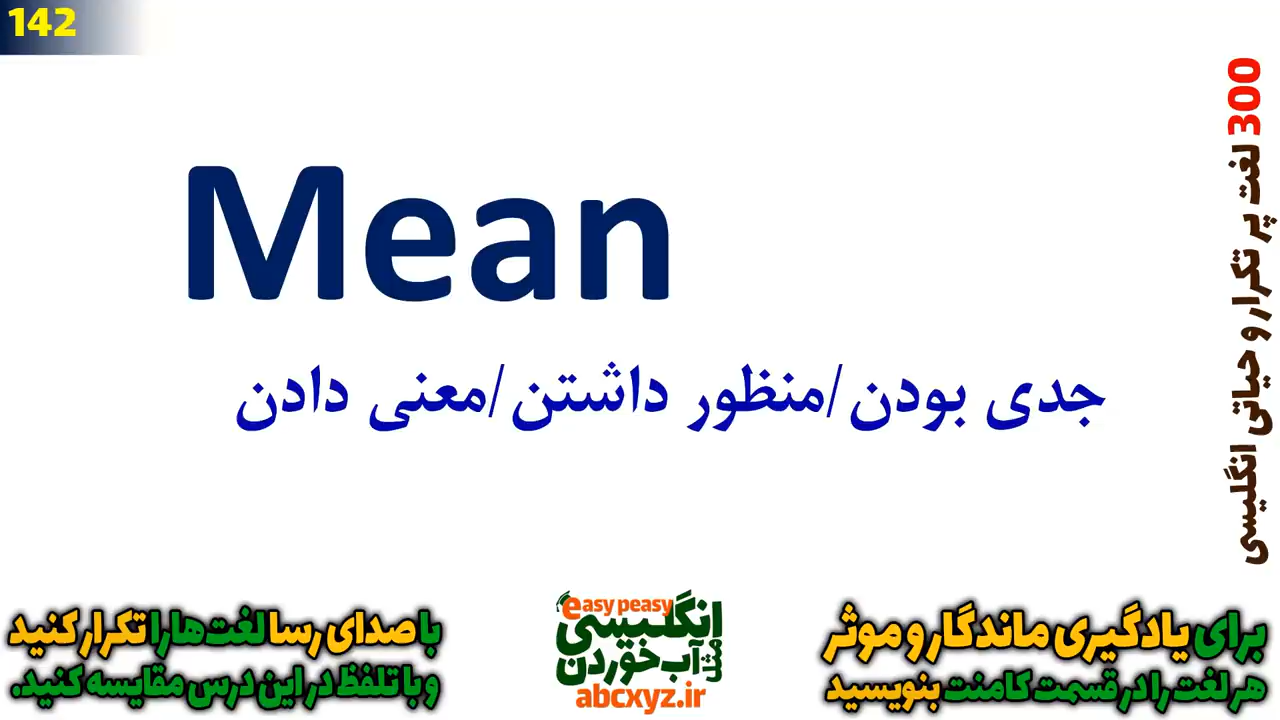 142
Mean
جدی بودن/منظور داشتن/معنی دادن
300 لغت پر تکرار و حیاتی انگلیسی
برای یادگیری ماندگار و موثر
هر لغت را در قسمت کامنت بنویسید
easy peasy
انگلیسی
مثل آب خوردن
abcxyz.ir
با صدای رسا لغت‌ها را تکرار کنید
و با تلفظ در این درس مقایسه کنید.